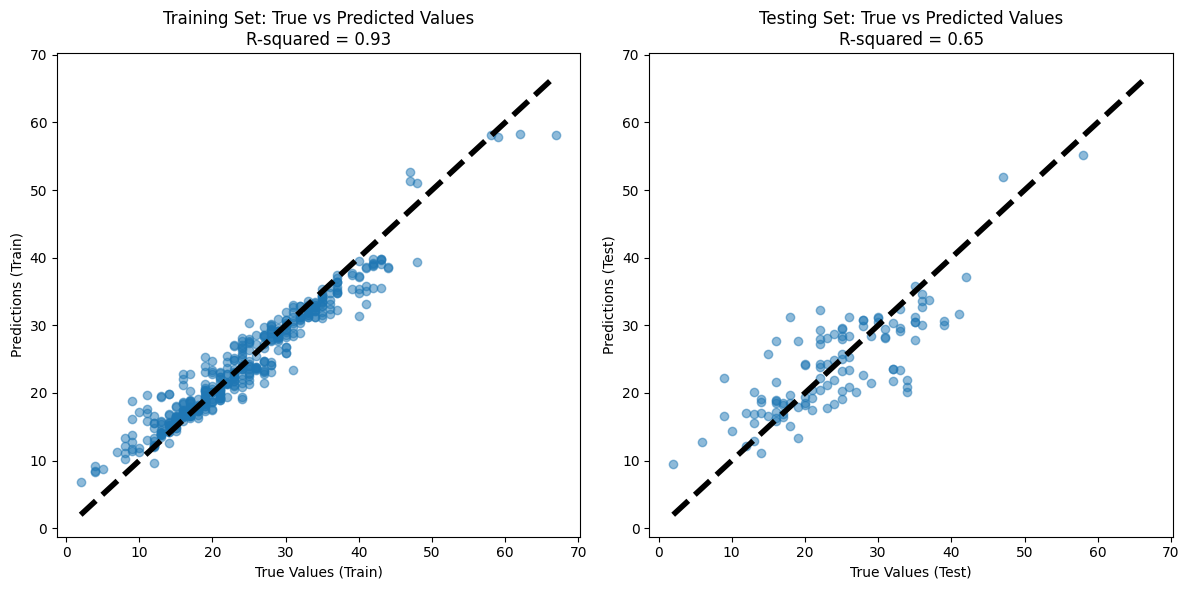 Training Set: True vs Predicted Values
R-squared = 0.93
Predictions (Train)
70
60
50
40
30
20
10
0
0 10 20 30 40 50 60 70
True Values (Train)
Testing Set: True vs Predicted Values
R-squared = 0.65
Predictions (Test)
70
60
50
40
30
20
10
0
0 10 20 30 40 50 60 70
True Values (Test)